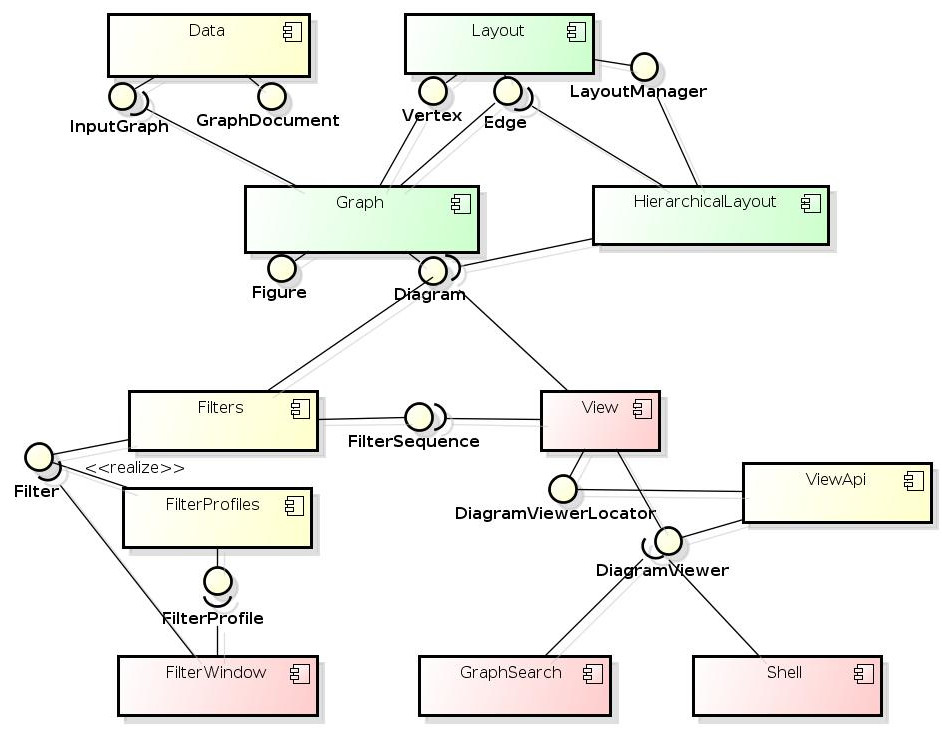 Data
Layout
LayoutManager
InputGraph
GraphDocument
Vertex
Edge
Graph
HierarchicalLayout
Figure
Diagram
Filters
View
FilterSequence
<<realize>>
Filter
ViewApi
FilterProfiles
DiagramViewerLocator
DiagramViewer
FilterProfile
FilterWindow
GraphSearch
Shell